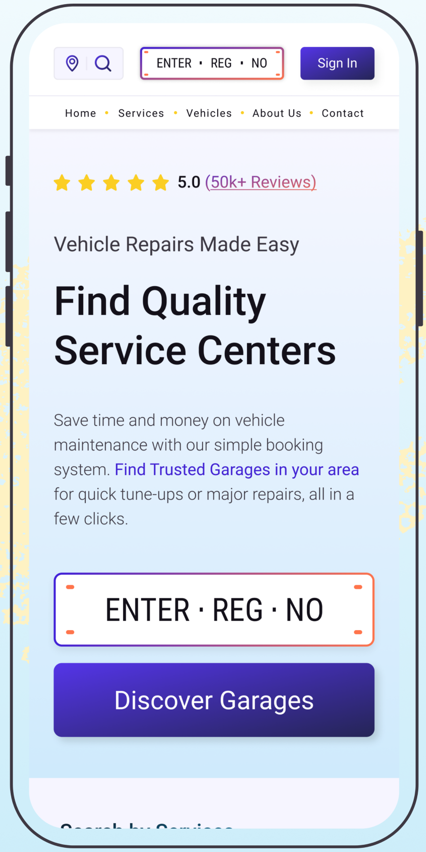 ENTER · REG · NO
Sign In
Home • Services • Vehicles • About Us • Contact
5.0 (50k+ Reviews)
Vehicle Repairs Made Easy
Find Quality
Service Centers
Save time and money on vehicle
maintenance with our simple booking
system. Find Trusted Garages in your area
for quick tune-ups or major repairs, all in a
few clicks.
ENTER · REG · NO
Discover Garages
Search by Services